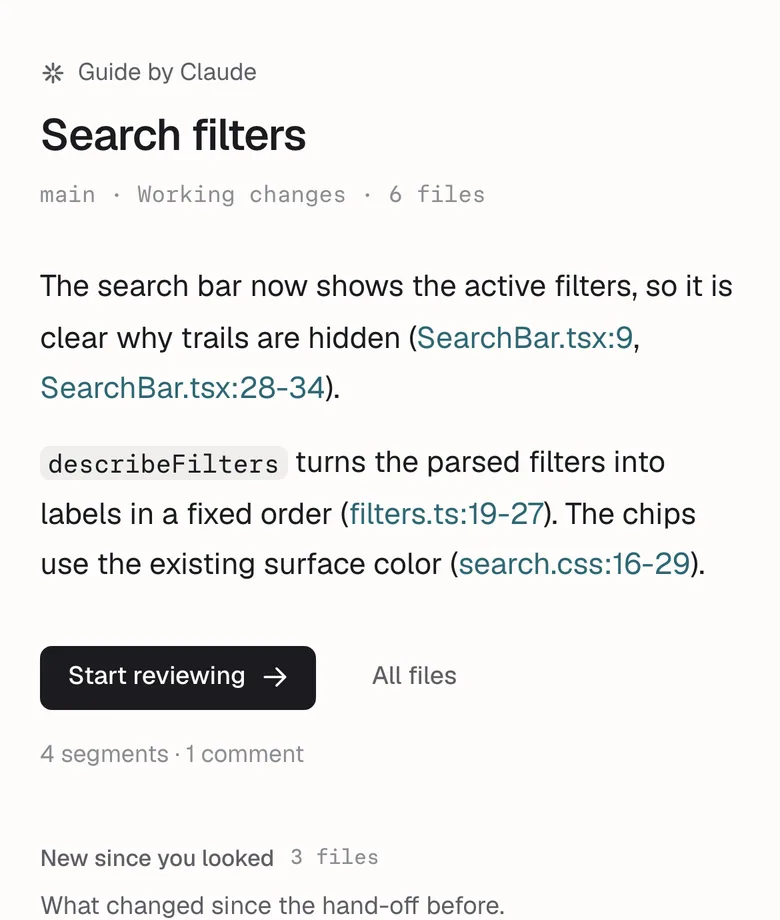 Guide by Claude
Search filters
main · Working changes · 6 files
The search bar now shows the active filters, so it is
clear why trails are hidden (SearchBar.tsx:9,
SearchBar.tsx:28-34).
describeFilters turns the parsed filters into
labels in a fixed order (filters.ts:19-27). The chips
use the existing surface color (search.css:16-29).
Start reviewing → All files
4 segments · 1 comment
New since you looked 3 files
What changed since the hand-off before.